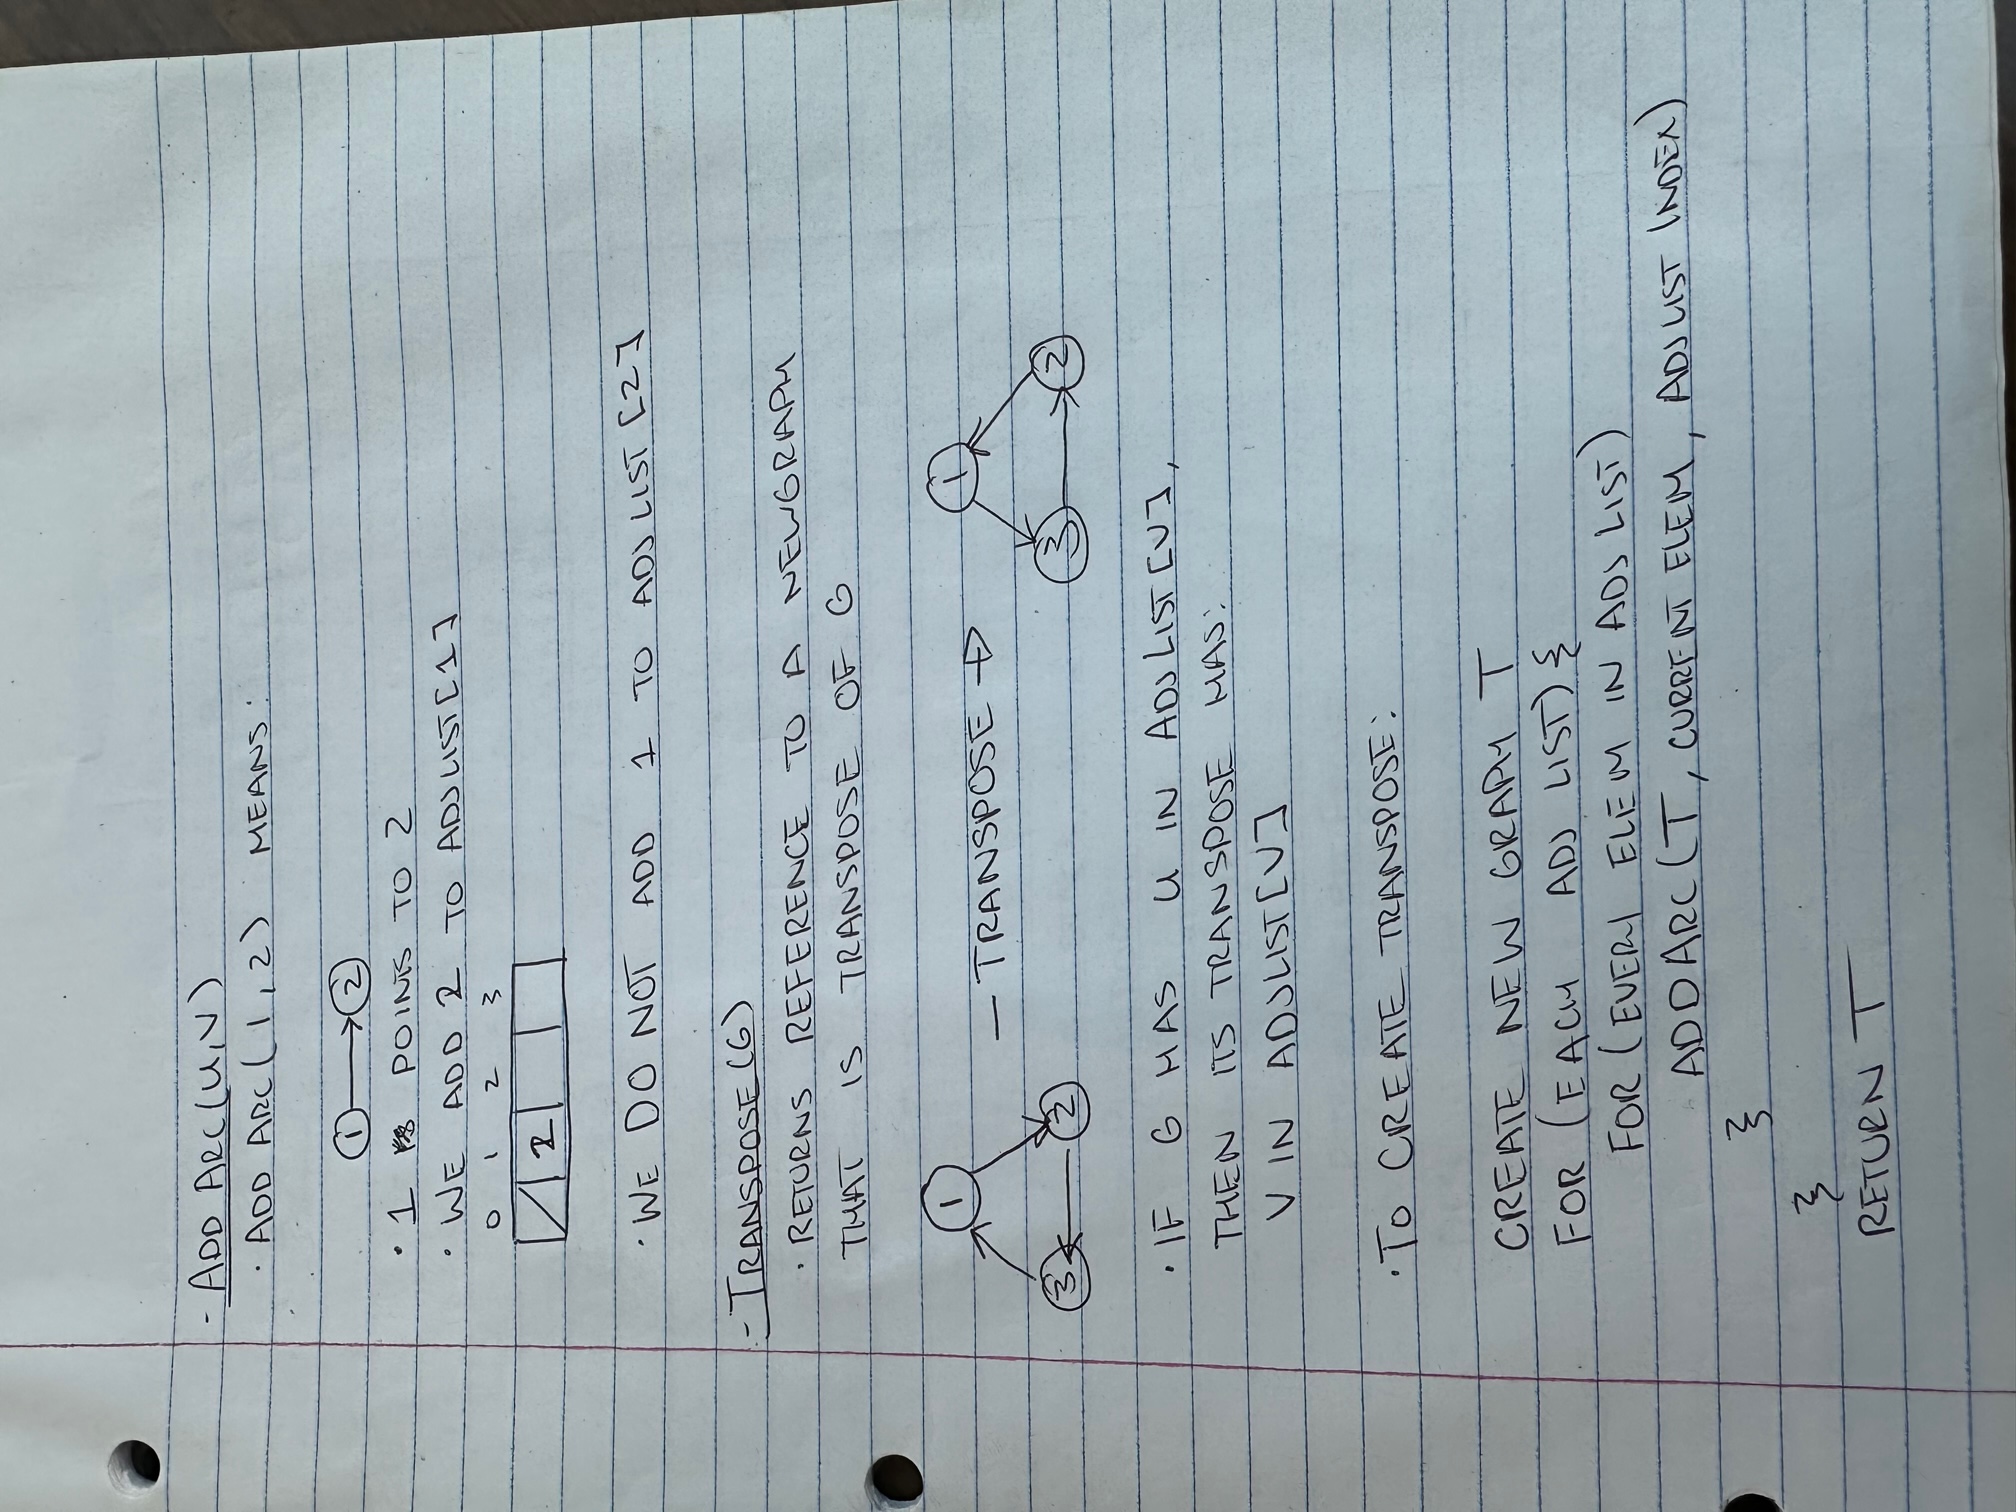 - ADD ARC(U,V)
· ADD ARC(1,2) MEANS:
1 2
· 1 POINTS TO 2
· WE ADD 2 TO ADJLIST[1]
0 1 2 3
2
· WE DO NOT ADD 1 TO ADJ LIST [2]
- TRANSPOSE(G)
· RETURNS REFERENCE TO A NEWGRAPH
THAT IS TRANSPOSE OF G
1 — TRANSPOSE → 1
3 2 3 2
· IF G HAS U IN ADJ LIST[V],
THEN ITS TRANSPOSE HAS:
V IN ADJLIST[U]
· TO CREATE TRANSPOSE:
CREATE NEW GRAPH T
FOR (EACH ADJ LIST) {
FOR (EVERY ELEM IN ADJ LIST)
ADDARC(T, CURRENT ELEM, ADJLIST INDEX)
}
}
RETURN T